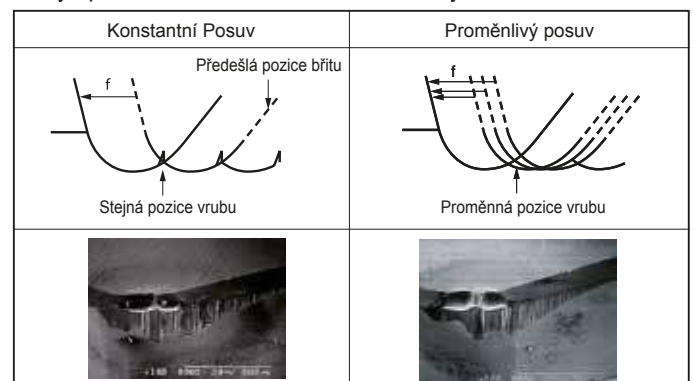 Konstantní Posuv
Proměnlivý posuv
f
Předešlá pozice břitu
f
Stejná pozice vrubu
Proměnná pozice vrubu